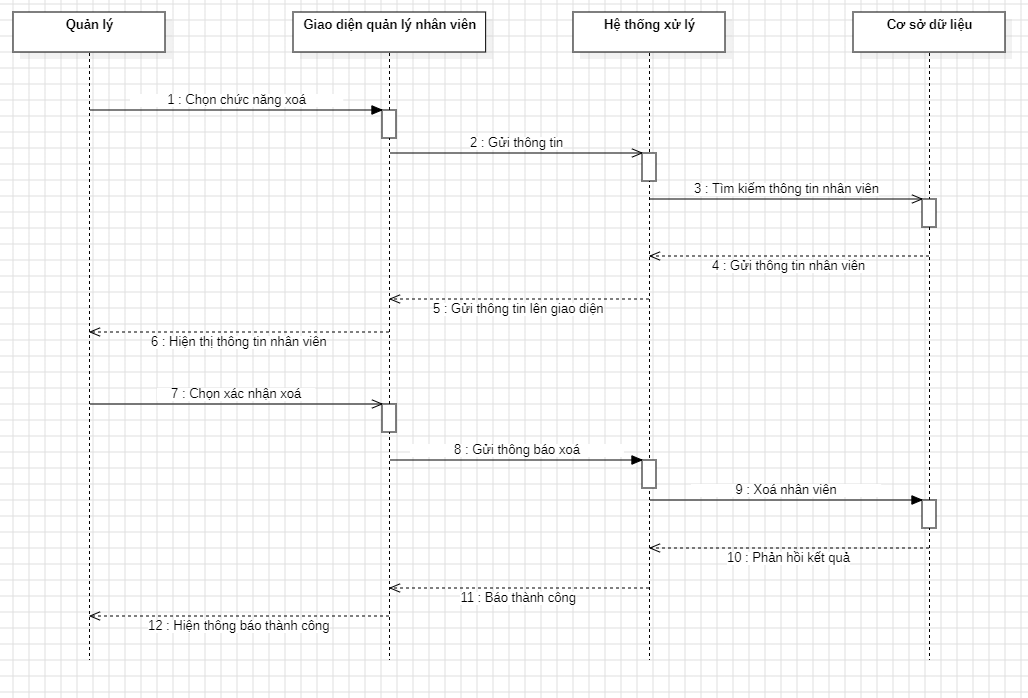 Quản lý
Giao diện quản lý nhân viên
Hệ thống xử lý
Cơ sở dữ liệu
1 : Chọn chức năng xoá
2 : Gửi thông tin
3 : Tìm kiếm thông tin nhân viên
4 : Gửi thông tin nhân viên
5 : Gửi thông tin lên giao diện
6 : Hiện thị thông tin nhân viên
7 : Chọn xác nhận xoá
8 : Gửi thông báo xoá
9 : Xoá nhân viên
10 : Phản hồi kết quả
11 : Báo thành công
12 : Hiện thông báo thành công